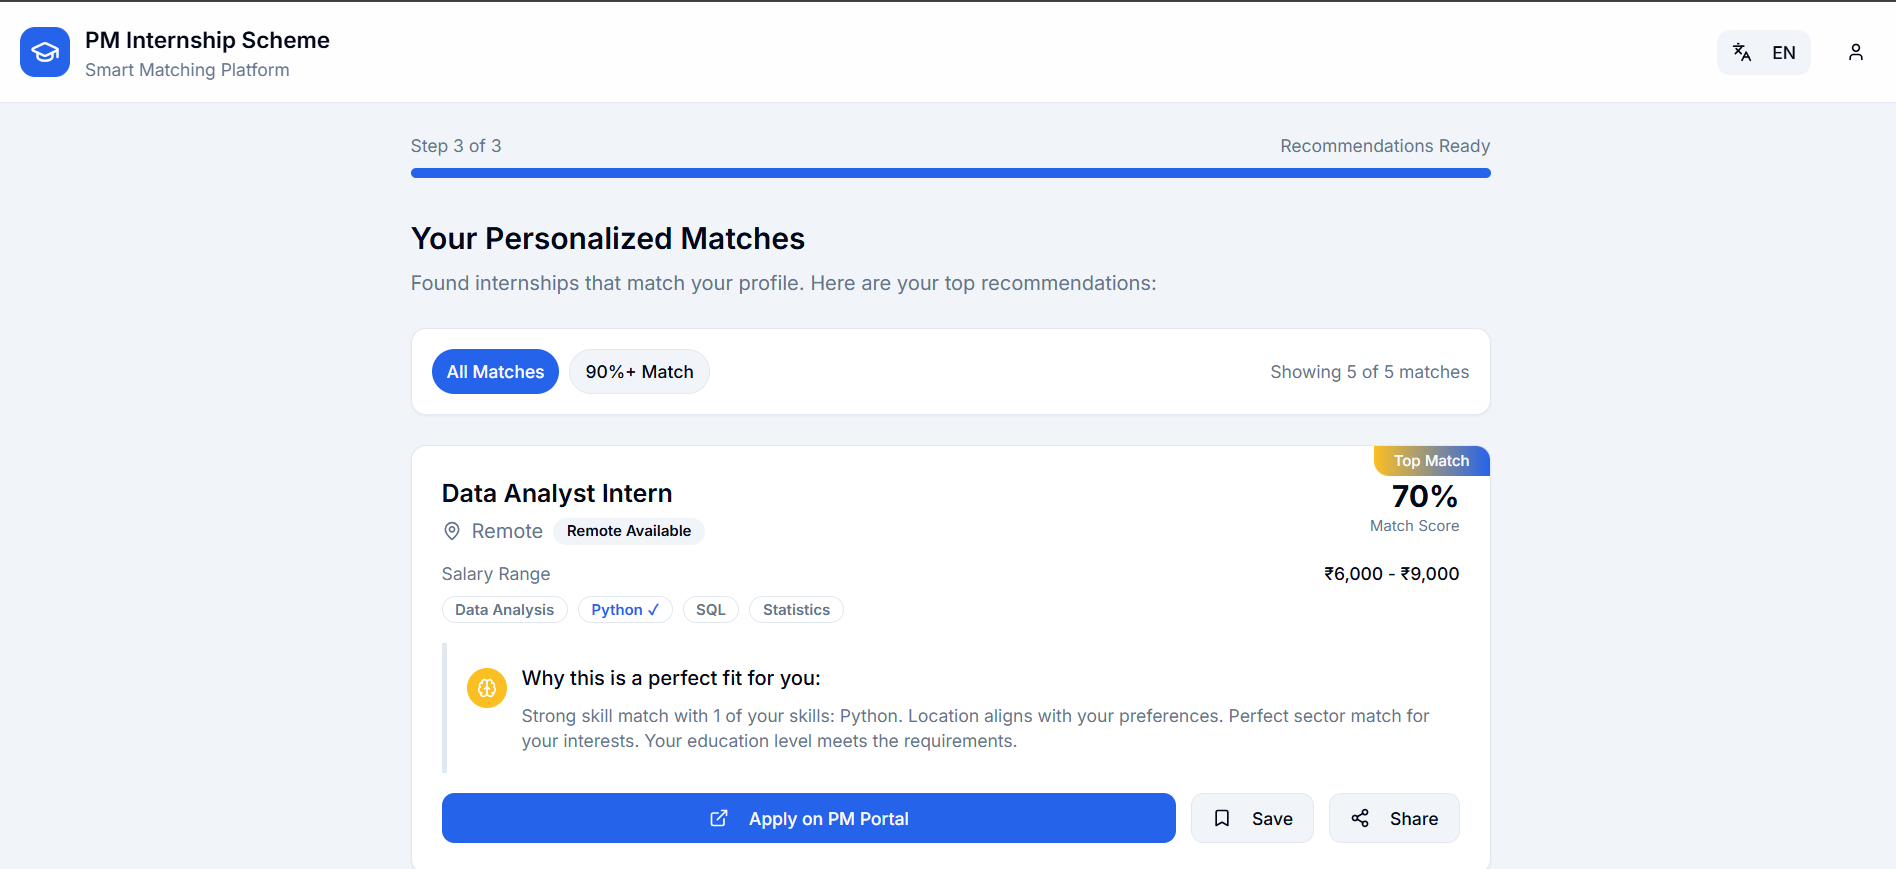 PM Internship Scheme
Smart Matching Platform
EN
Step 3 of 3
Recommendations Ready
Your Personalized Matches
Found internships that match your profile. Here are your top recommendations:
All Matches
90%+ Match
Showing 5 of 5 matches
Top Match
Data Analyst Intern
70%
Remote
Remote Available
Match Score
Salary Range
₹6,000 - ₹9,000
Data Analysis
Python ✓
SQL
Statistics
Why this is a perfect fit for you:
Strong skill match with 1 of your skills: Python. Location aligns with your preferences. Perfect sector match for
your interests. Your education level meets the requirements.
Apply on PM Portal
Save
Share